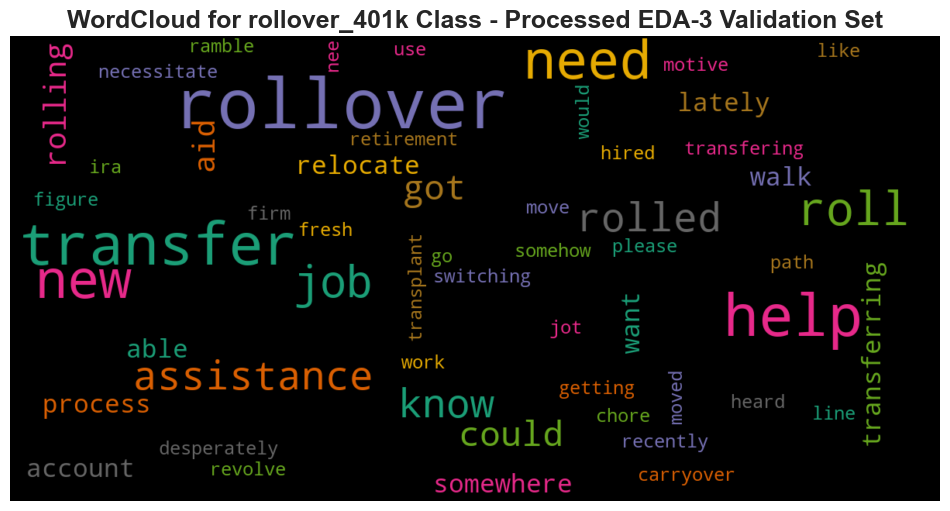 WordCloud for rollover_401k Class - Processed EDA-3 Validation Set
rolling
ramble
nee
use
need
like
necessitate
motive
rollover
would
lately
aid
retirement
relocate
hired
transfering
ira
got
walk
figure
firm
move
rolled
roll
transfer
fresh
transplant
go
somehow
please
new
job
switching
path
transferring
help
want
jot
able
work
assistance
getting
moved
process
know
chore
heard
line
could
recently
desperately
account
revolve
somewhere
carryover